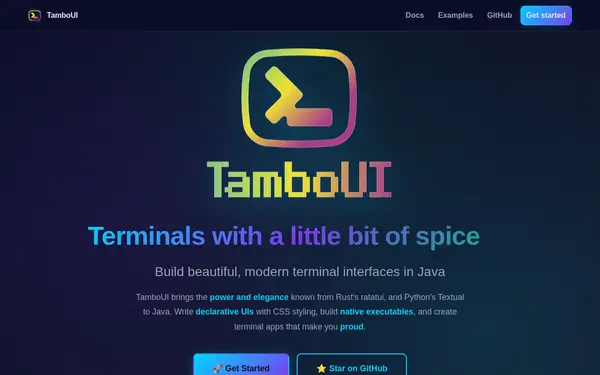 TamboUI
Docs
Examples
GitHub
Get started
TamboUI
Terminals with a little bit of spice
Build beautiful, modern terminal interfaces in Java
TamboUI brings the power and elegance known from Rust's ratatui, and Python's Textual
to Java. Write declarative UIs with CSS styling, build native executables, and create
terminal apps that make you proud.
🚀 Get Started
⭐ Star on GitHub